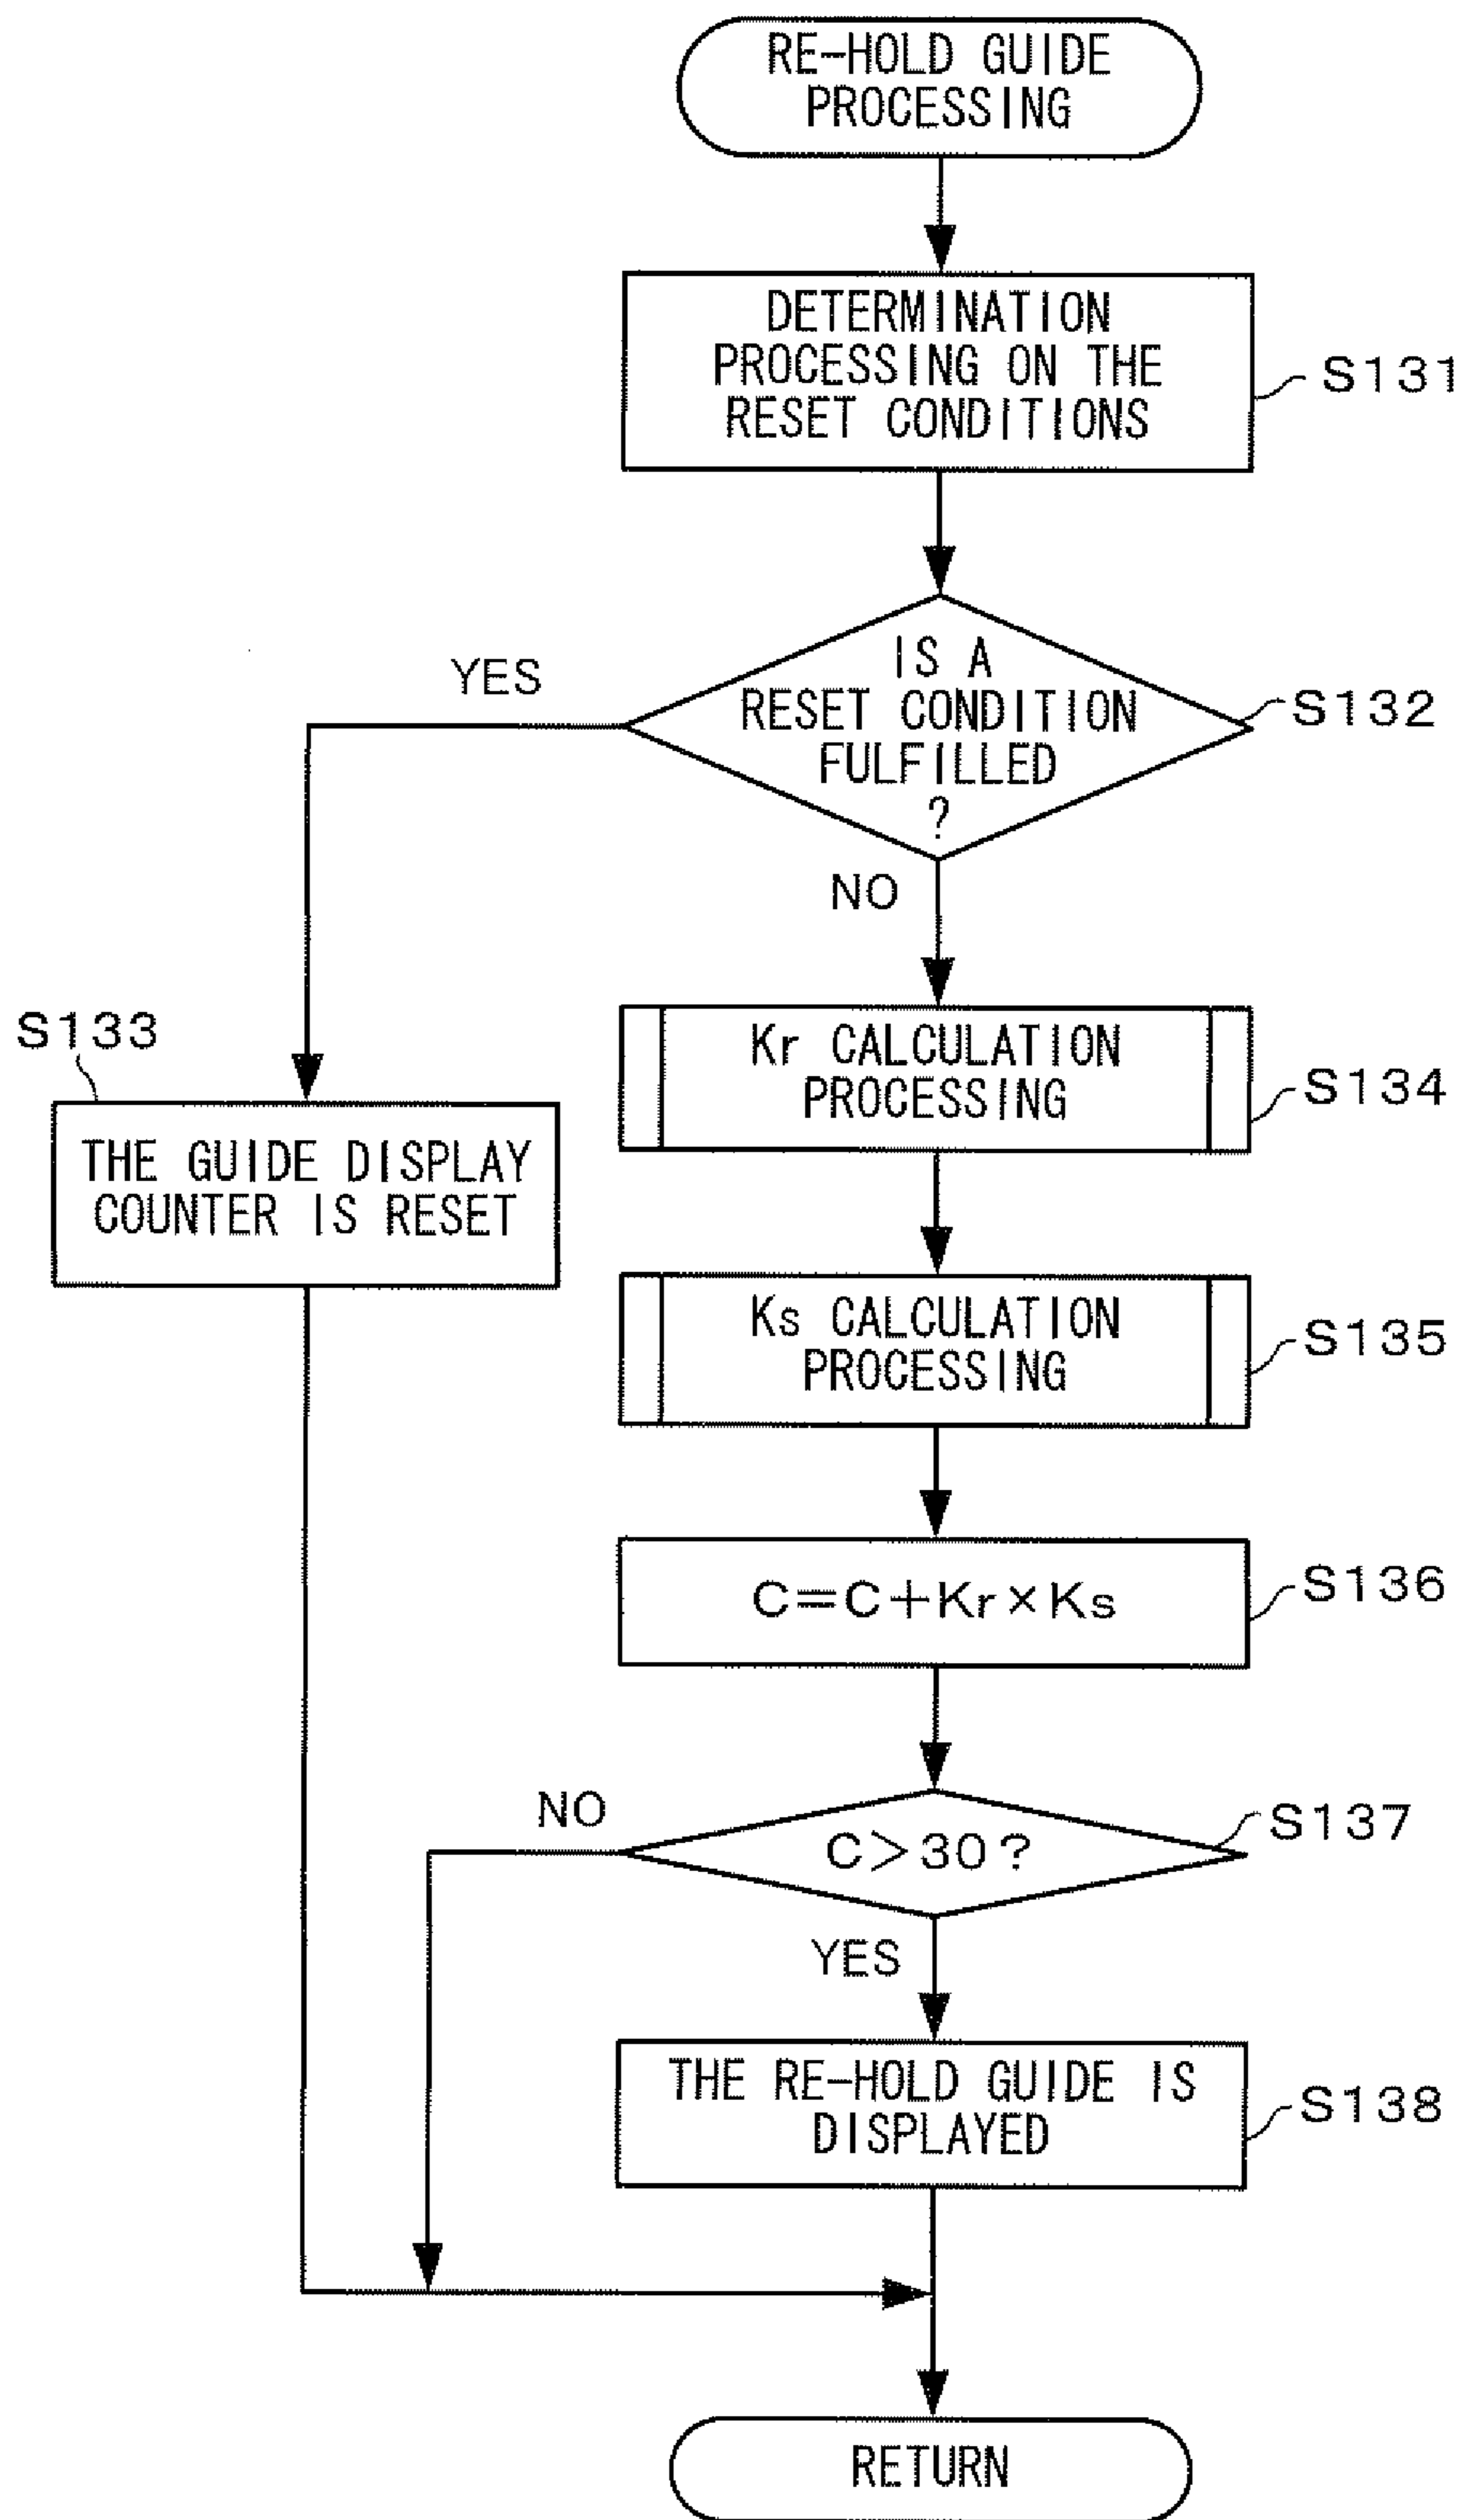 RE-HOLD GUIDE
PROCESSING
DETERMINATION
PROCESSING ON THE
RESET CONDITIONS
S131
IS A
RESET CONDITION
FULFILLED
?
S132
YES
NO
S133
THE GUIDE DISPLAY
COUNTER IS RESET
Kr CALCULATION
PROCESSING
S134
Ks CALCULATION
PROCESSING
S135
C=C+Kr×Ks
S136
NO
C>30?
S137
YES
THE RE-HOLD GUIDE IS
DISPLAYED
S138
RETURN